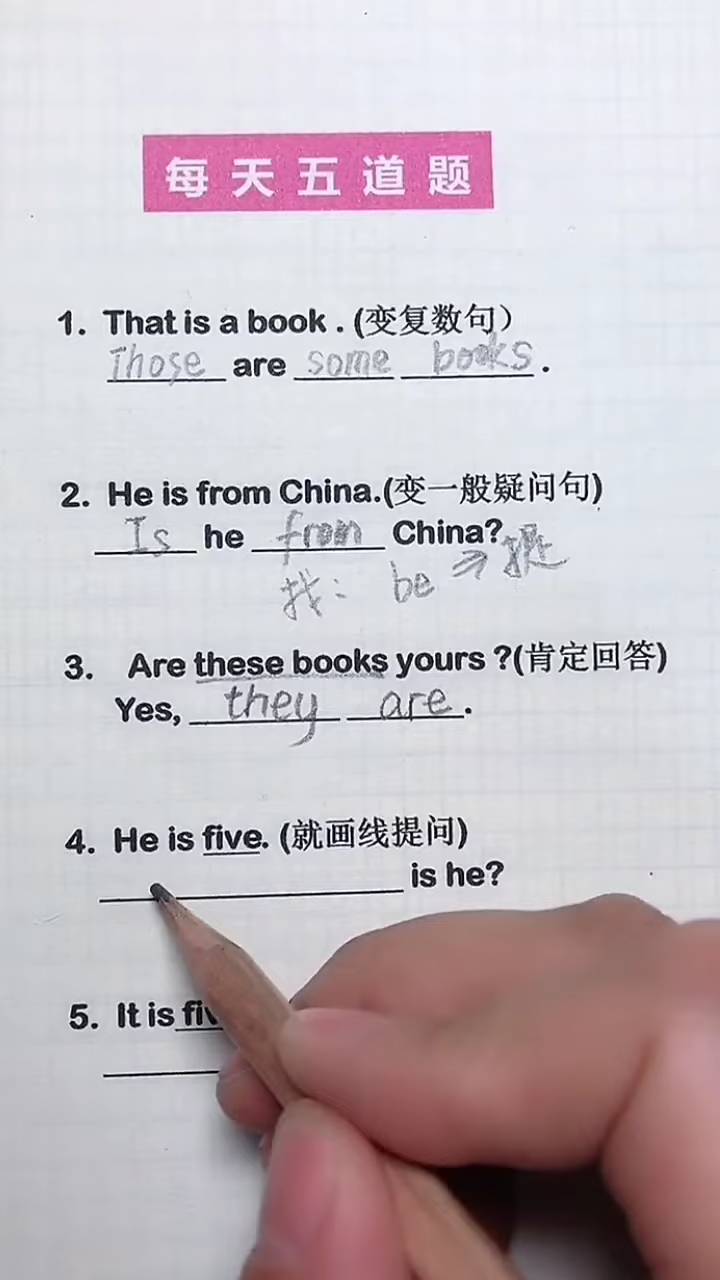 每天五道题
1. That is a book . (变复数句)
Those are some books .
2. He is from China.(变一般疑问句)
Is he from China?
找: be ⇒ 提
3. Are these books yours ?(肯定回答)
Yes, they are .
4. He is five. (就画线提问)
is he?
5. It is